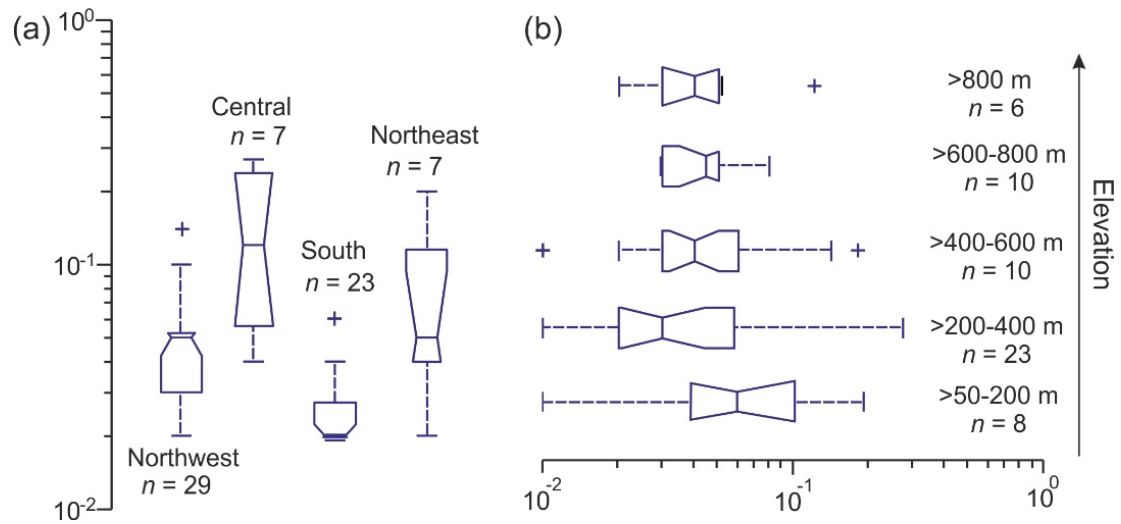 (a)
10^0
10^-1
10^-2
Central
n = 7
Northeast
n = 7
South
n = 23
Northwest
n = 29
(b)
>800 m
n = 6
>600-800 m
n = 10
>400-600 m
n = 10
>200-400 m
n = 23
>50-200 m
n = 8
Elevation
10^-2
10^-1
10^0